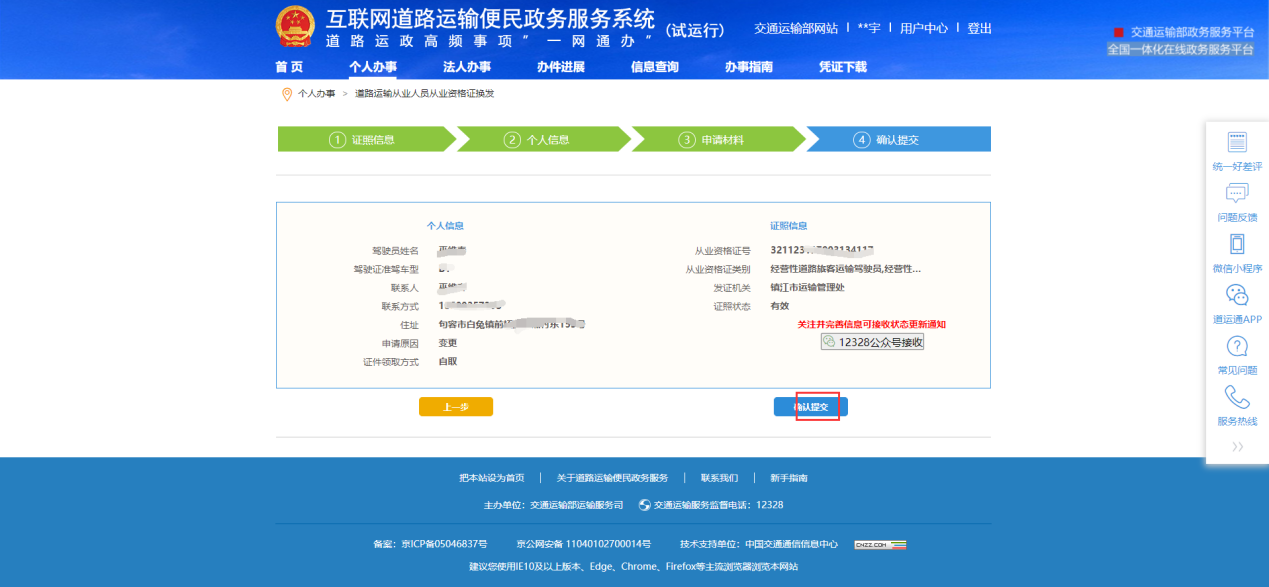 互联网道路运输便民政务服务系统 (试运行)
道路运政高频事项"一网通办"
交通运输部网站 | **宇 | 用户中心 | 登出
交通运输部政务服务平台
全国一体化在线政务服务平台
首页 个人办事 法人办事 办件进展 信息查询 办事指南 凭证下载
个人办事 > 道路运输从业人员从业资格证换发
1 证照信息 2 个人信息 3 申请材料 4 确认提交
个人信息
驾驶员姓名
驾驶证准驾车型
联系人
联系方式
住址 句容市白兔镇前
申请原因 变更
证件领取方式 自取
证照信息
从业资格证号 321123
从业资格证类别 经营性道路旅客运输驾驶员,经营性...
发证机关 镇江市运输管理处
证照状态 有效
关注并完善信息可接收状态更新通知
12328公众号接收
上一步 确认提交
统一好差评
问题反馈
微信小程序
道运通APP
常见问题
服务热线
把本站设为首页 | 关于道路运输便民政务服务 | 联系我们 | 新手指南
主办单位：交通运输部运输服务司 交通运输服务监督电话：12328
备案：京ICP备05046837号 京公网安备 11040102700014号 技术支持单位：中国交通通信信息中心 CNZZ.COM
建议您使用IE10及以上版本、Edge、Chrome、Firefox等主流浏览器浏览本网站